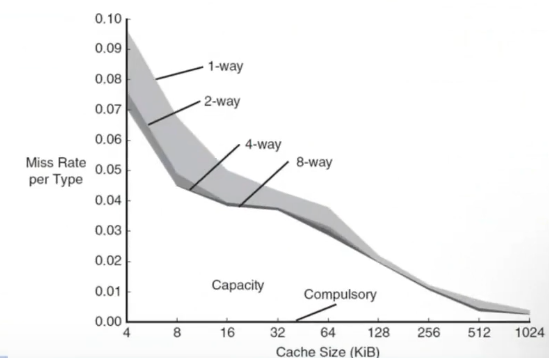 0.10
0.09
0.08
0.07
0.06
0.05
0.04
0.03
0.02
0.01
0.00
Miss Rate
per Type
1-way
2-way
4-way
8-way
Capacity
Compulsory
4 8 16 32 64 128 256 512 1024
Cache Size (KiB)